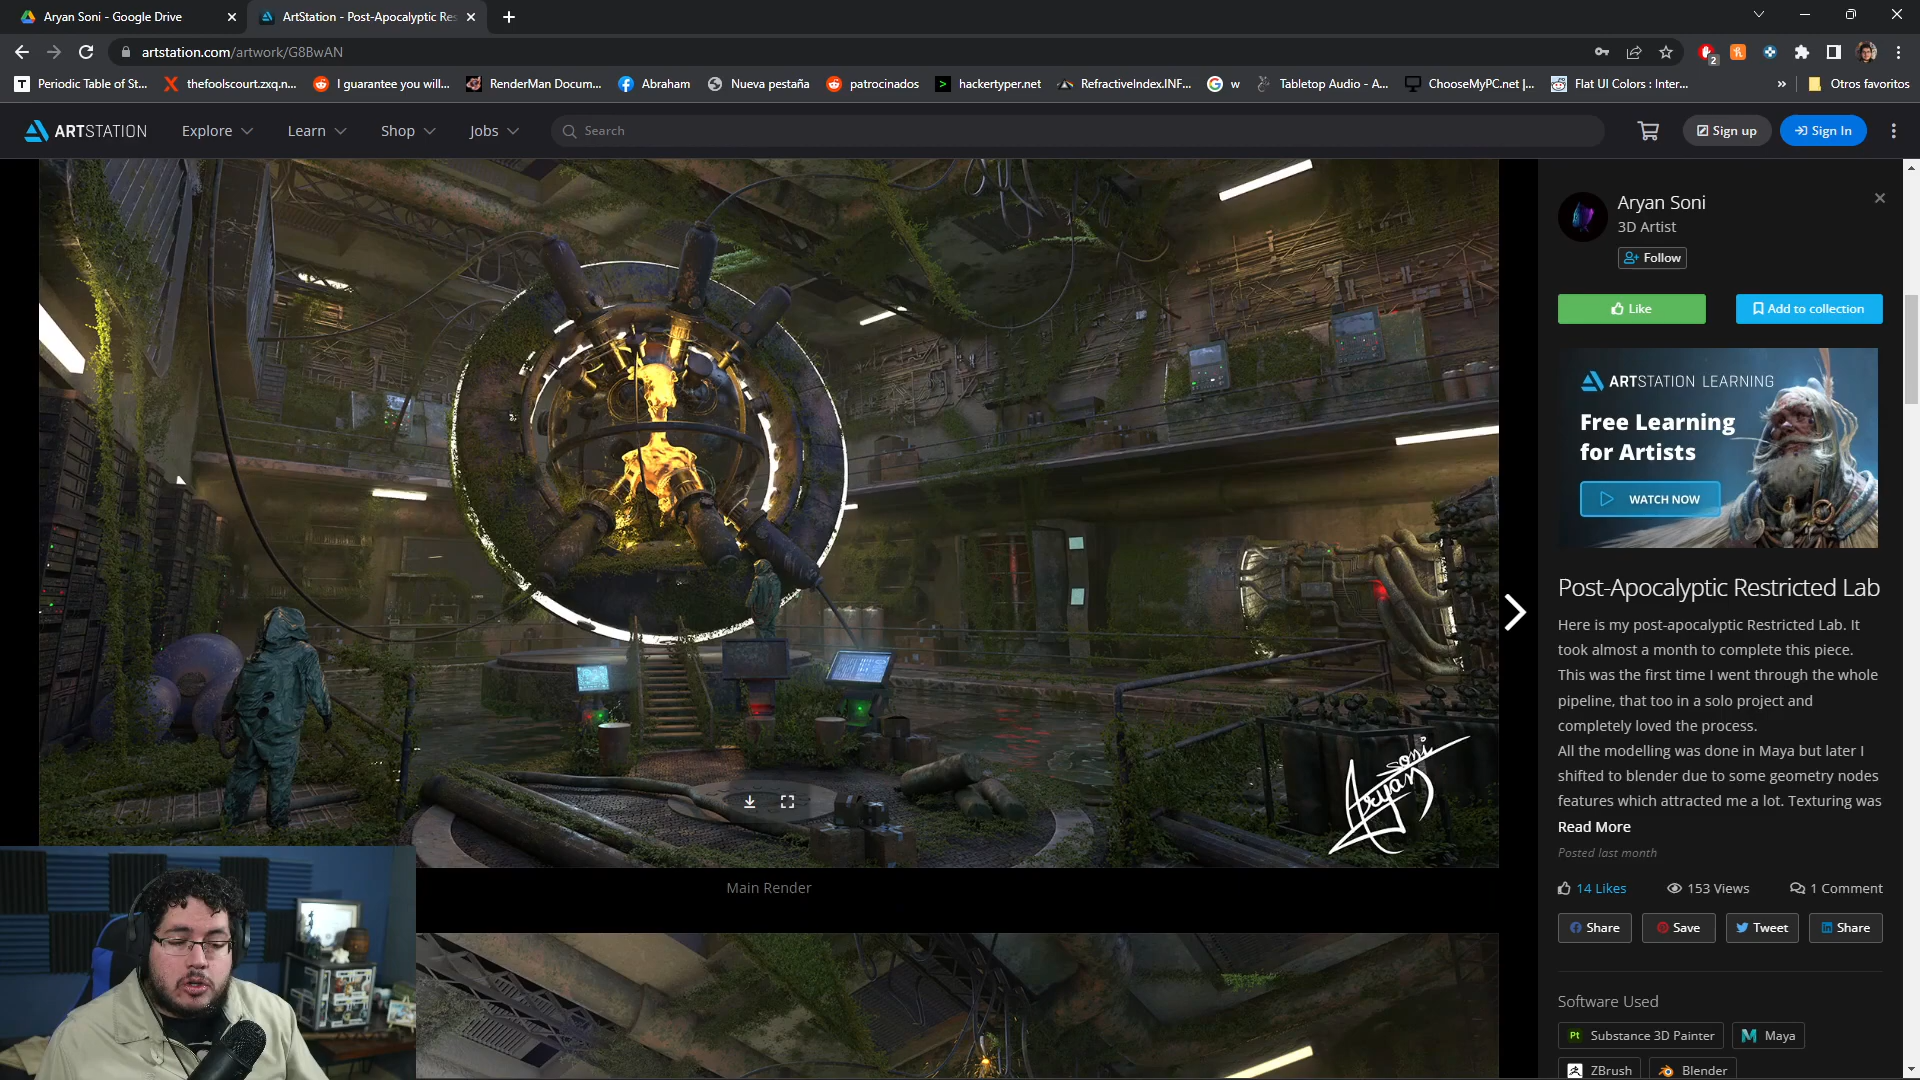 Aryan Soni - Google Drive
ArtStation - Post-Apocalyptic Res
artstation.com/artwork/G8BwAN
2
Periodic Table of St...
thefoolscourt.zxq.n...
I guarantee you will...
RenderMan Docum...
Abraham
Nueva pestaña
patrocinados
hackertyper.net
RefractiveIndex.INF...
w
Tabletop Audio - A...
ChooseMyPC.net |...
Flat UI Colors : Inter...
»
Otros favoritos
ARTSTATION
Explore
Learn
Shop
Jobs
Search
Sign up
Sign In
Aryan Soni
3D Artist
Follow
Like
Add to collection
ARTSTATION LEARNING
Free Learning
for Artists
WATCH NOW
Post-Apocalyptic Restricted Lab
Here is my post-apocalyptic Restricted Lab. It
took almost a month to complete this piece.
This was the first time I went through the whole
pipeline, that too in a solo project and
completely loved the process.
All the modelling was done in Maya but later I
shifted to blender due to some geometry nodes
features which attracted me a lot. Texturing was
Read More
Posted last month
14 Likes
153 Views
1 Comment
Share
Save
Tweet
Share
Software Used
Pt Substance 3D Painter
Maya
ZBrush
Blender
Aryan Soni
Main Render